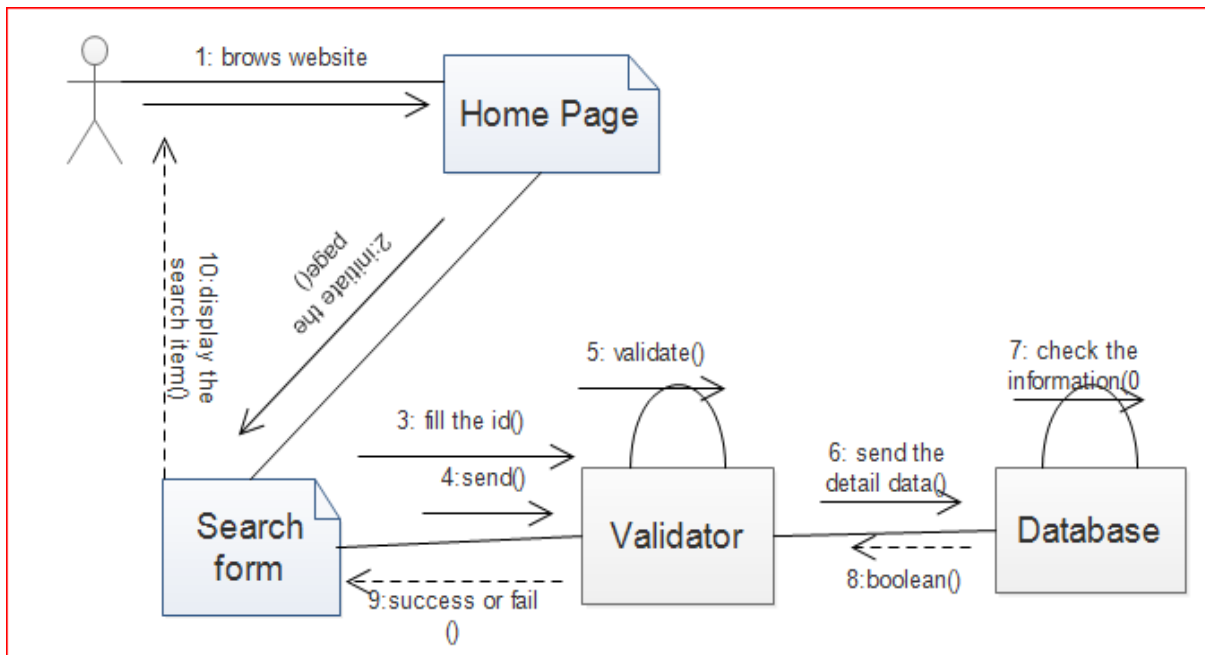 1: brows website
Home Page
2:initiate the
page()
10:display the
search item()
5: validate()
7: check the
information(0
3: fill the id()
4:send()
6: send the
detail data()
Search
form
Validator
Database
8:boolean()
9:success or fail
()